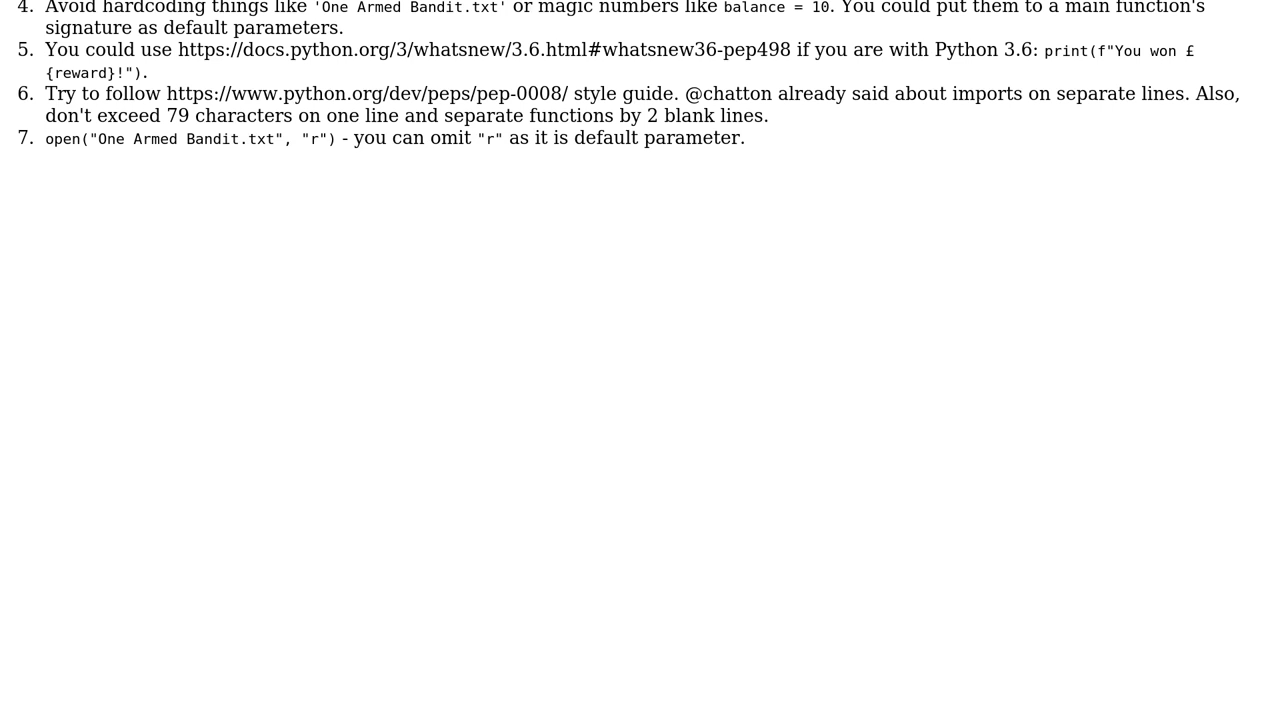 4. Avoid hardcoding things like 'One Armed Bandit.txt' or magic numbers like balance = 10. You could put them to a main function's
signature as default parameters.
5. You could use https://docs.python.org/3/whatsnew/3.6.html#whatsnew36-pep498 if you are with Python 3.6: print(f"You won £
{reward}!").
6. Try to follow https://www.python.org/dev/peps/pep-0008/ style guide. @chatton already said about imports on separate lines. Also,
don't exceed 79 characters on one line and separate functions by 2 blank lines.
7. open("One Armed Bandit.txt", "r") - you can omit "r" as it is default parameter.